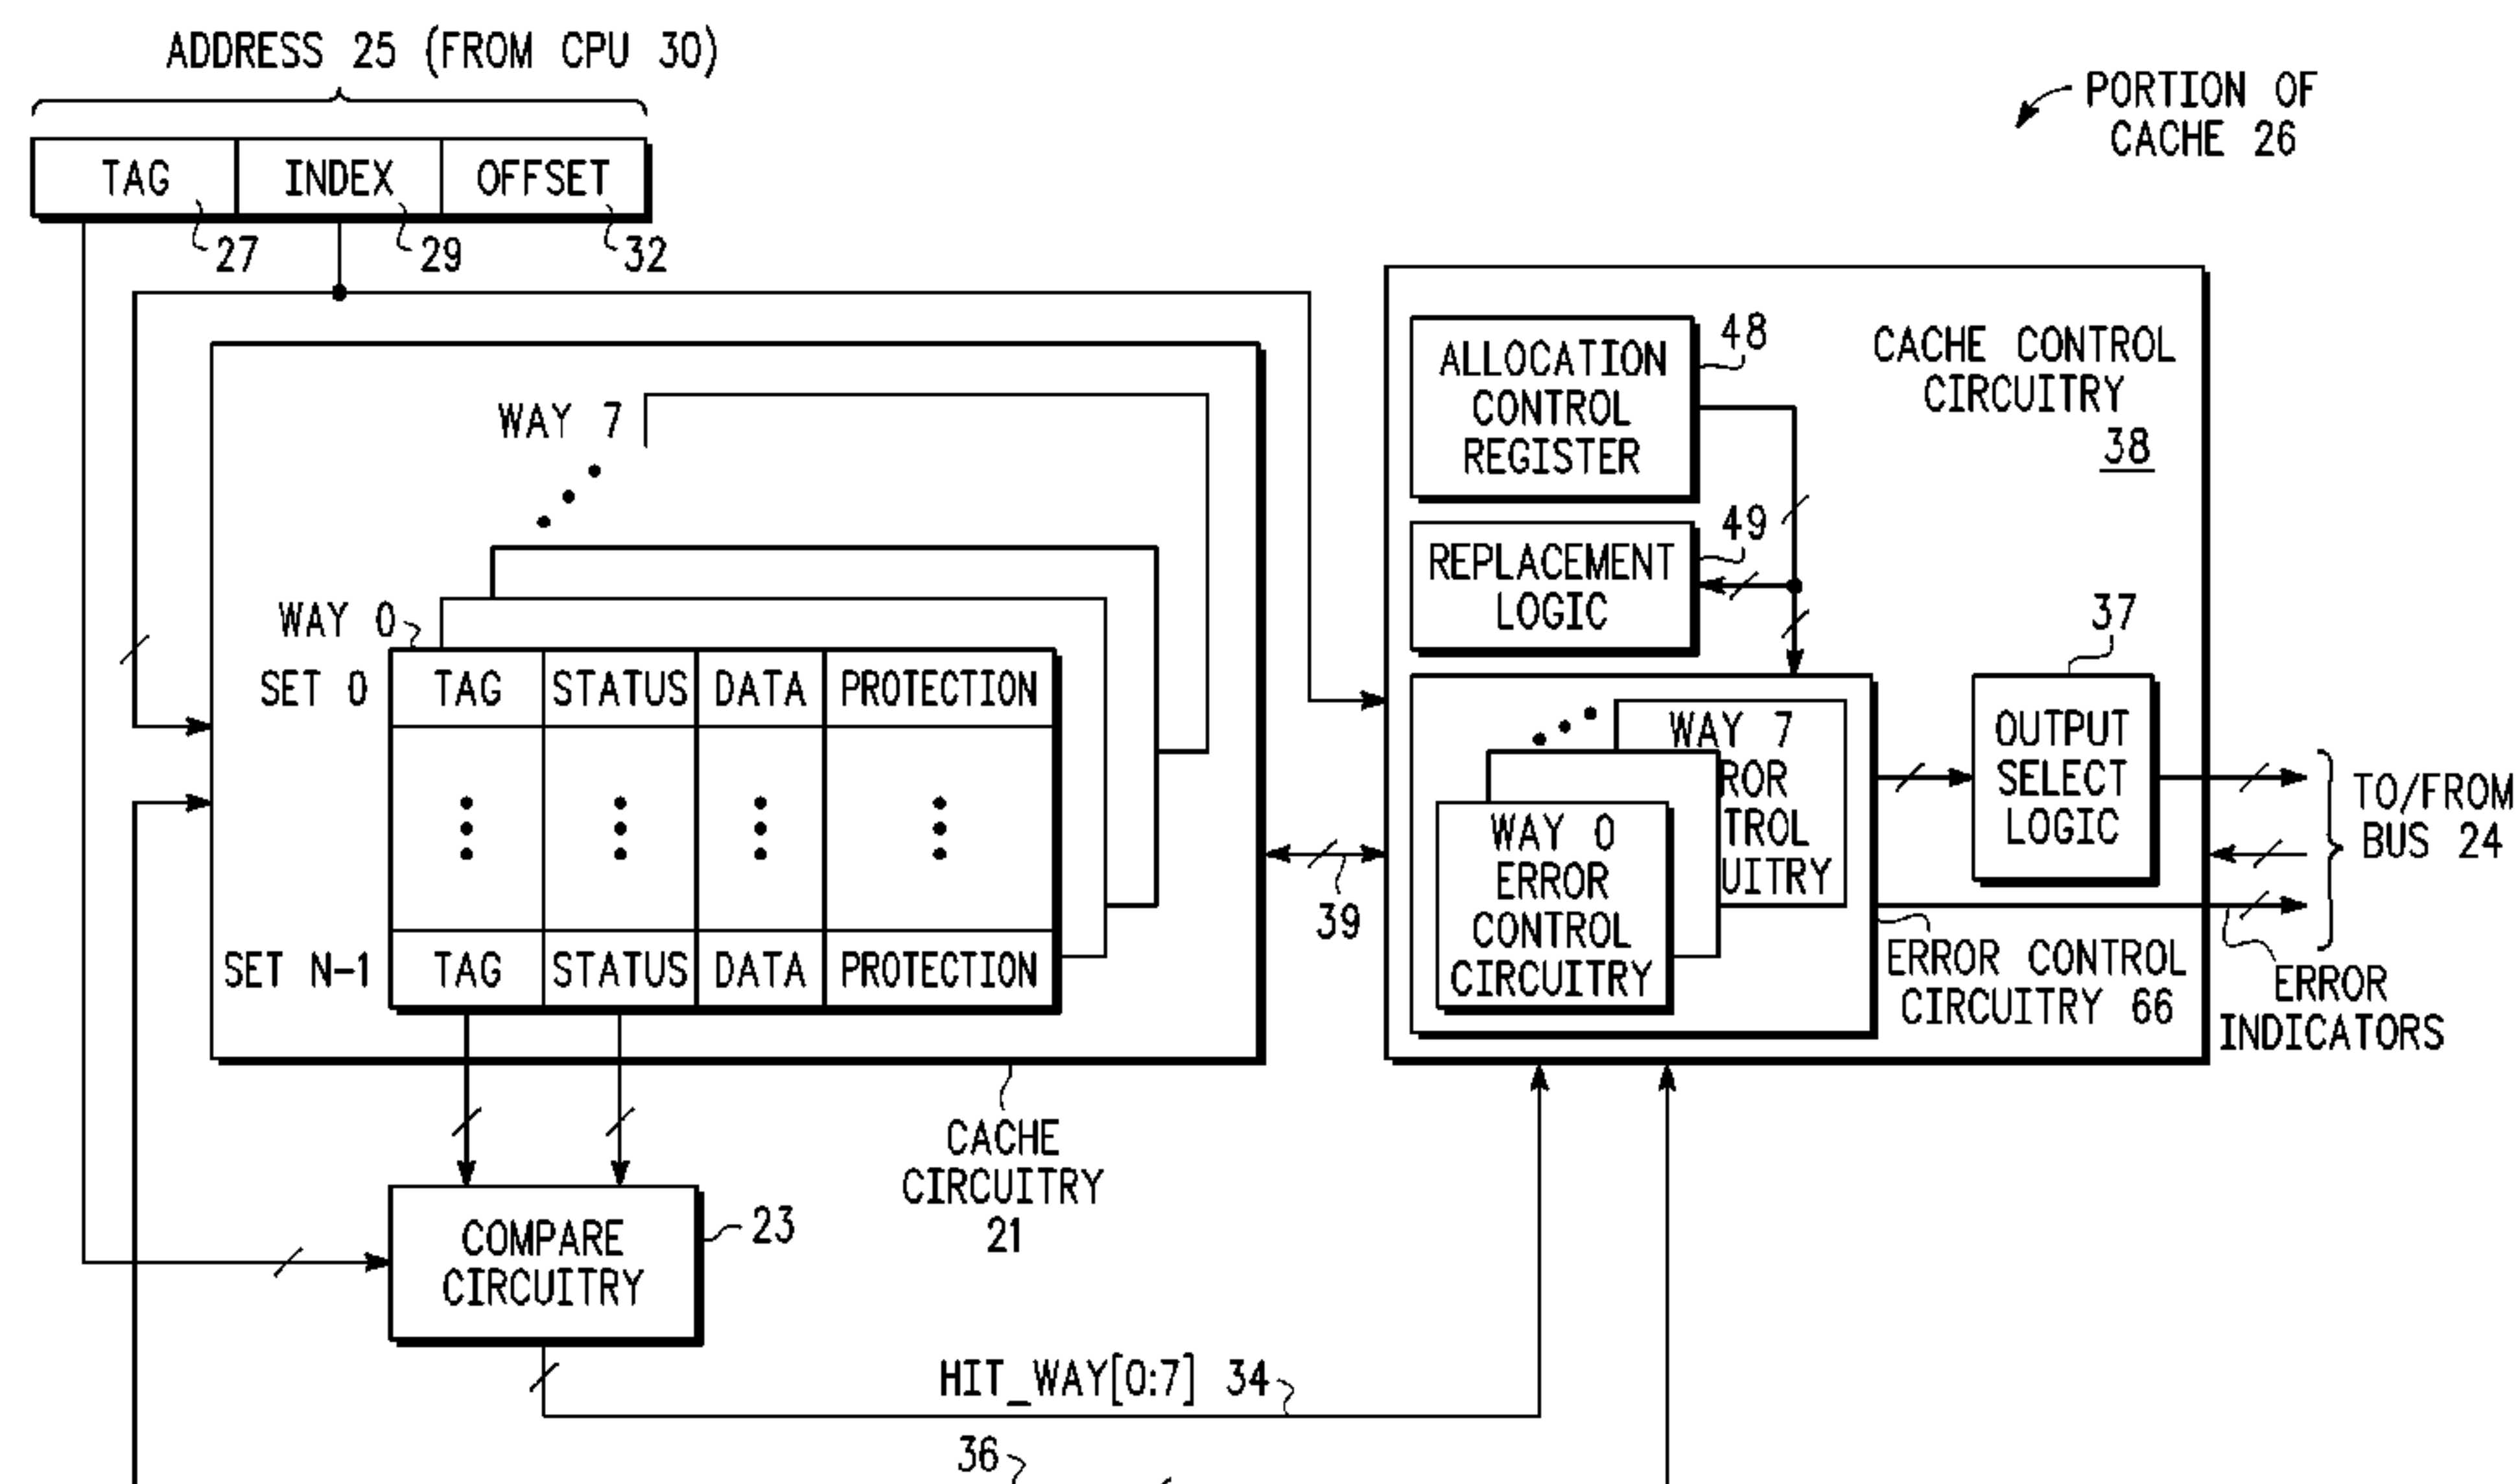 ADDRESS 25 (FROM CPU 30)
PORTION OF
CACHE 26
TAG INDEX OFFSET
27 29 32
CACHE CONTROL
CIRCUITRY
38
ALLOCATION
CONTROL
REGISTER
48
REPLACEMENT
LOGIC
49
WAY 7
WAY 0
SET 0 TAG STATUS DATA PROTECTION
SET N-1 TAG STATUS DATA PROTECTION
39
WAY 7
ROR
TROL
UITRY
WAY 0
ERROR
CONTROL
CIRCUITRY
37
OUTPUT
SELECT
LOGIC
TO/FROM
BUS 24
ERROR CONTROL
CIRCUITRY 66
ERROR
INDICATORS
CACHE
CIRCUITRY
21
COMPARE
CIRCUITRY
23
HIT_WAY[0:7] 34
36